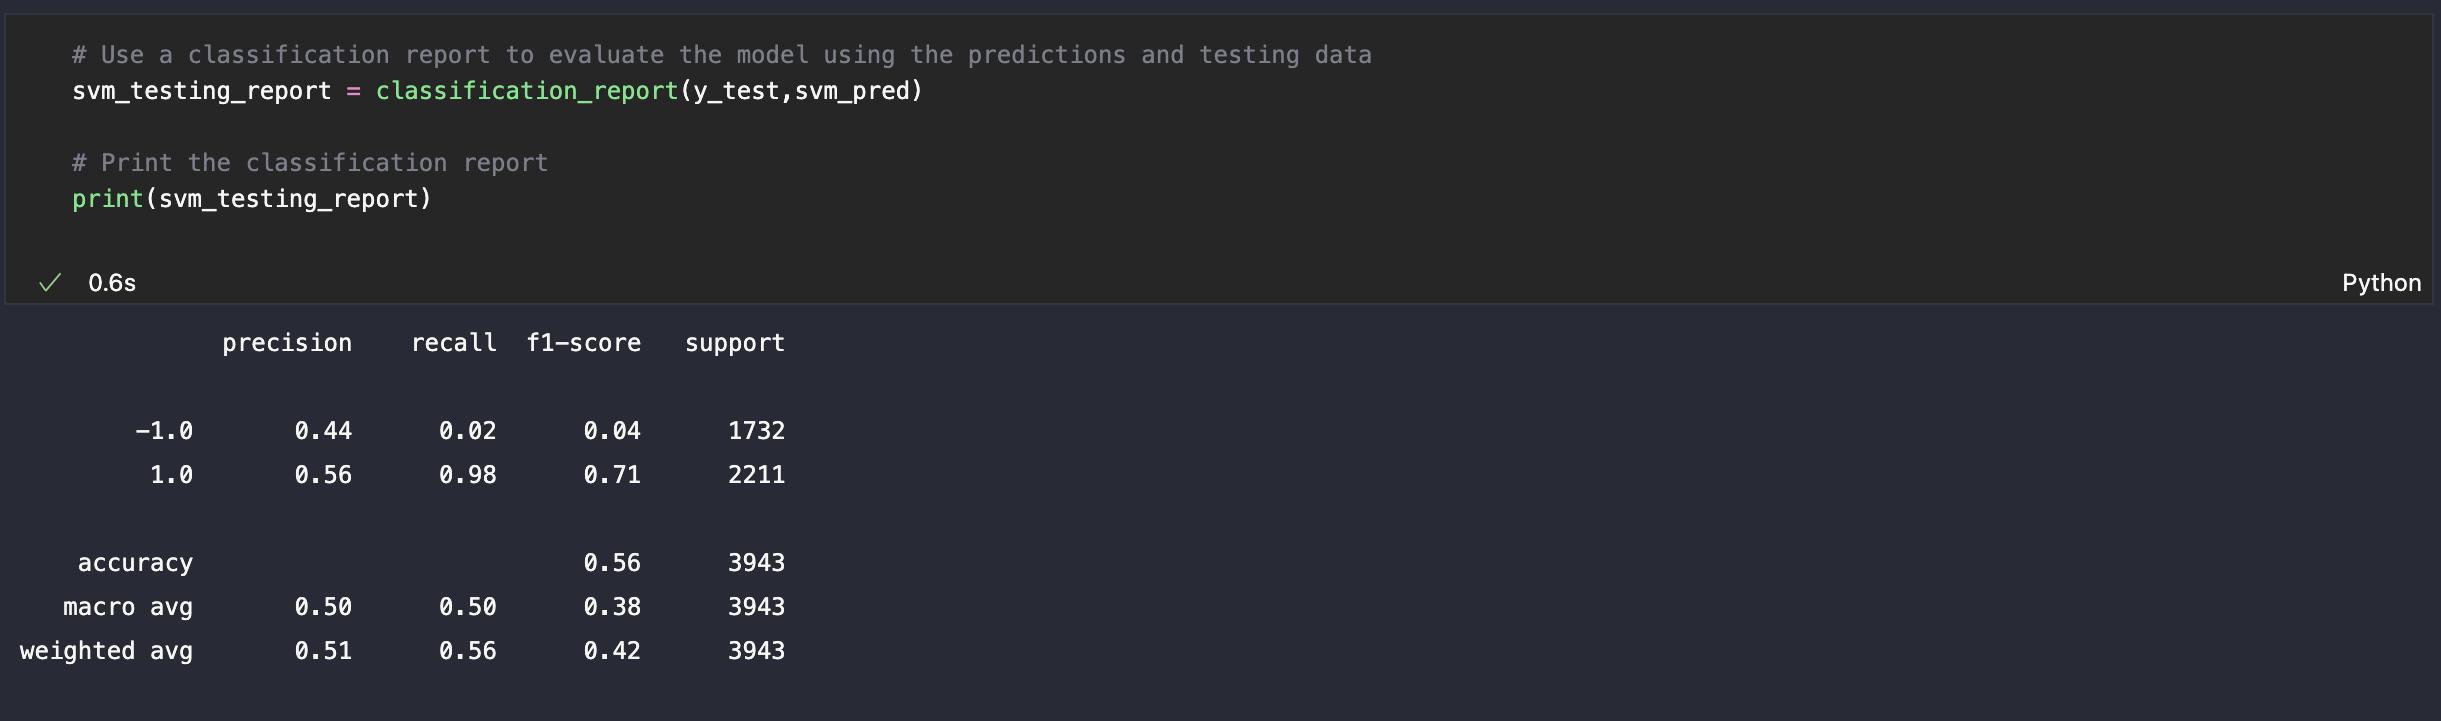 # Use a classification report to evaluate the model using the predictions and testing data
svm_testing_report = classification_report(y_test,svm_pred)
# Print the classification report
print(svm_testing_report)
0.6s
Python
precision recall f1-score support
-1.0 0.44 0.02 0.04 1732
1.0 0.56 0.98 0.71 2211
accuracy 0.56 3943
macro avg 0.50 0.50 0.38 3943
weighted avg 0.51 0.56 0.42 3943